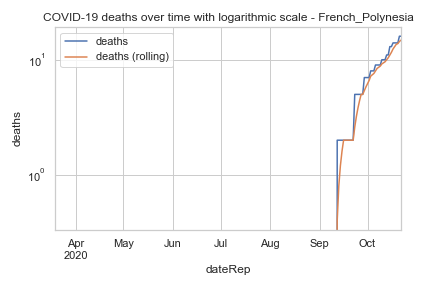 COVID-19 deaths over time with logarithmic scale - French_Polynesia
deaths
deaths (rolling)
10¹
10⁰
deaths
Apr
2020
May
Jun
Jul
Aug
Sep
Oct
dateRep